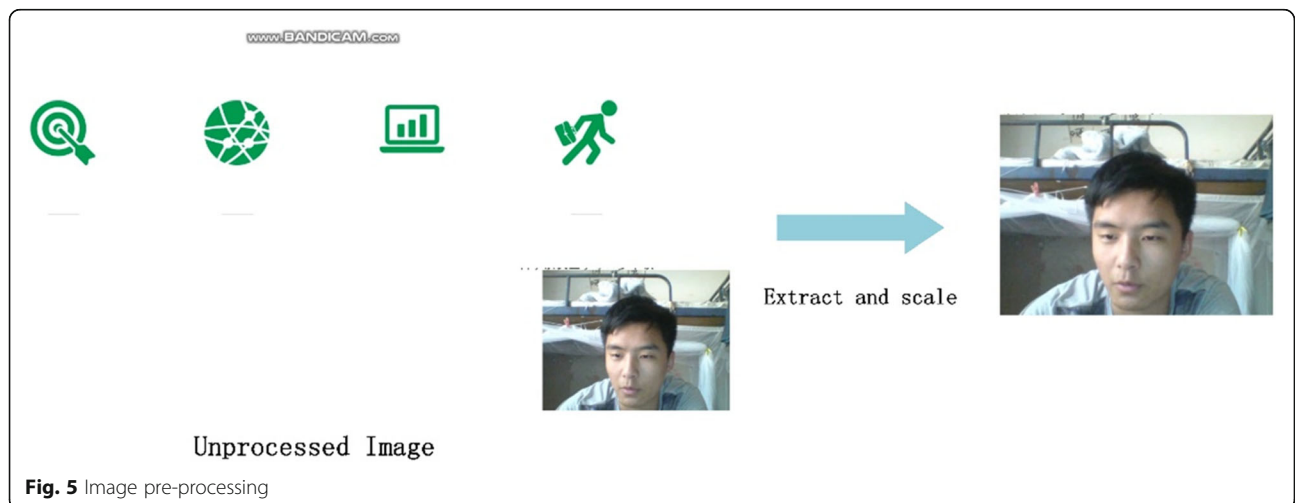 www.BANDICAM.com
Extract and scale
Unprocessed Image
Fig. 5 Image pre-processing